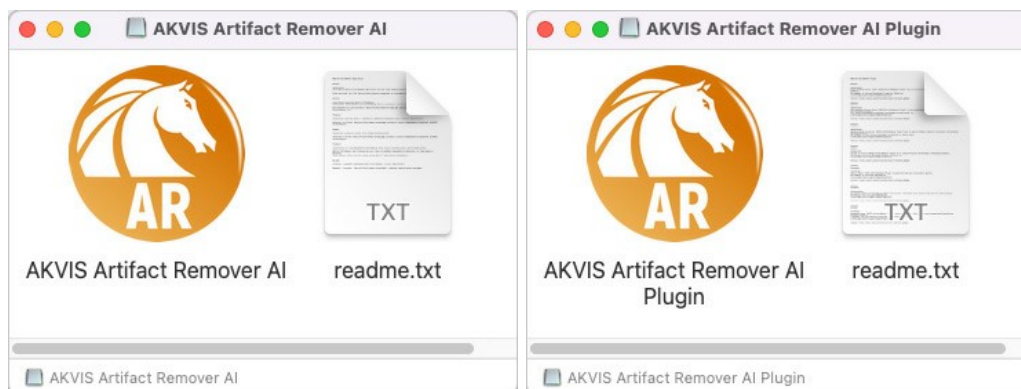 AKVIS Artifact Remover AI
AR
TXT
AKVIS Artifact Remover AI
readme.txt
AKVIS Artifact Remover AI
AKVIS Artifact Remover AI Plugin
AR
TXT
AKVIS Artifact Remover AI
Plugin
readme.txt
AKVIS Artifact Remover AI Plugin